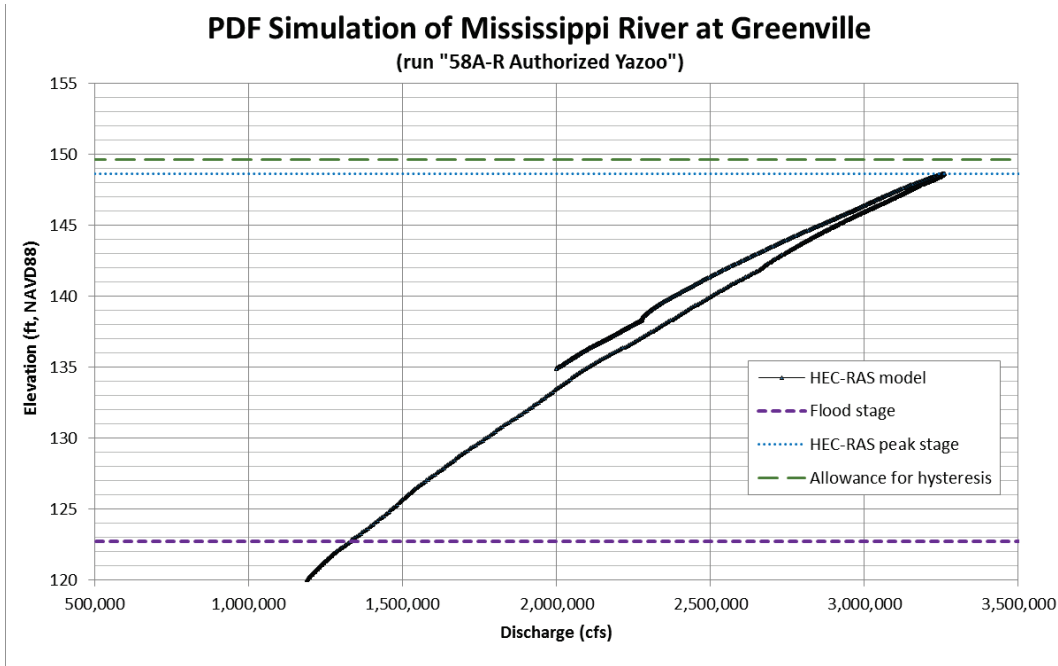 PDF Simulation of Mississippi River at Greenville
(run "58A-R Authorized Yazoo")
155
150
145
140
135
130
125
120
Elevation (ft, NAVD88)
HEC-RAS model
Flood stage
HEC-RAS peak stage
Allowance for hysteresis
500,000
1,000,000
1,500,000
2,000,000
2,500,000
3,000,000
3,500,000
Discharge (cfs)